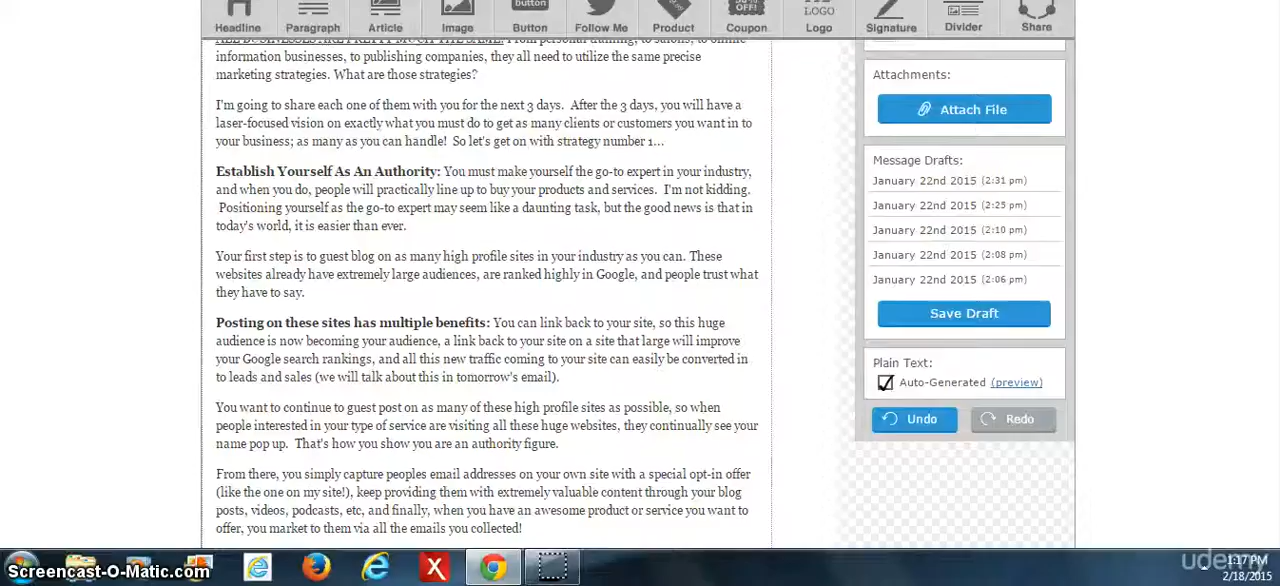 button
OFF!
LOGO
Headline Paragraph Article Image Button Follow Me Product Coupon Logo Signature Divider Share
ALL BUSINESSES ARE PRETTY MUCH THE SAME! From personal training, to salons, to online
information businesses, to publishing companies, they all need to utilize the same precise
marketing strategies. What are those strategies?
I'm going to share each one of them with you for the next 3 days. After the 3 days, you will have a
laser-focused vision on exactly what you must do to get as many clients or customers you want in to
your business; as many as you can handle! So let's get on with strategy number 1...
Establish Yourself As An Authority: You must make yourself the go-to expert in your industry,
and when you do, people will practically line up to buy your products and services. I'm not kidding.
Positioning yourself as the go-to expert may seem like a daunting task, but the good news is that in
today's world, it is easier than ever.
Your first step is to guest blog on as many high profile sites in your industry as you can. These
websites already have extremely large audiences, are ranked highly in Google, and people trust what
they have to say.
Posting on these sites has multiple benefits: You can link back to your site, so this huge
audience is now becoming your audience, a link back to your site on a site that large will improve
your Google search rankings, and all this new traffic coming to your site can easily be converted in
to leads and sales (we will talk about this in tomorrow's email).
You want to continue to guest post on as many of these high profile sites as possible, so when
people interested in your type of service are visiting all these huge websites, they continually see your
name pop up. That's how you show you are an authority figure.
From there, you simply capture peoples email addresses on your own site with a special opt-in offer
(like the one on my site!), keep providing them with extremely valuable content through your blog
posts, videos, podcasts, etc, and finally, when you have an awesome product or service you want to
offer, you market to them via all the emails you collected!
Attachments:
Attach File
Message Drafts:
January 22nd 2015 (2:31 pm)
January 22nd 2015 (2:25 pm)
January 22nd 2015 (2:10 pm)
January 22nd 2015 (2:08 pm)
January 22nd 2015 (2:06 pm)
Save Draft
Plain Text:
Auto-Generated (preview)
Undo Redo
Screencast-O-Matic.com
udemy
1:17 PM
2/18/2015